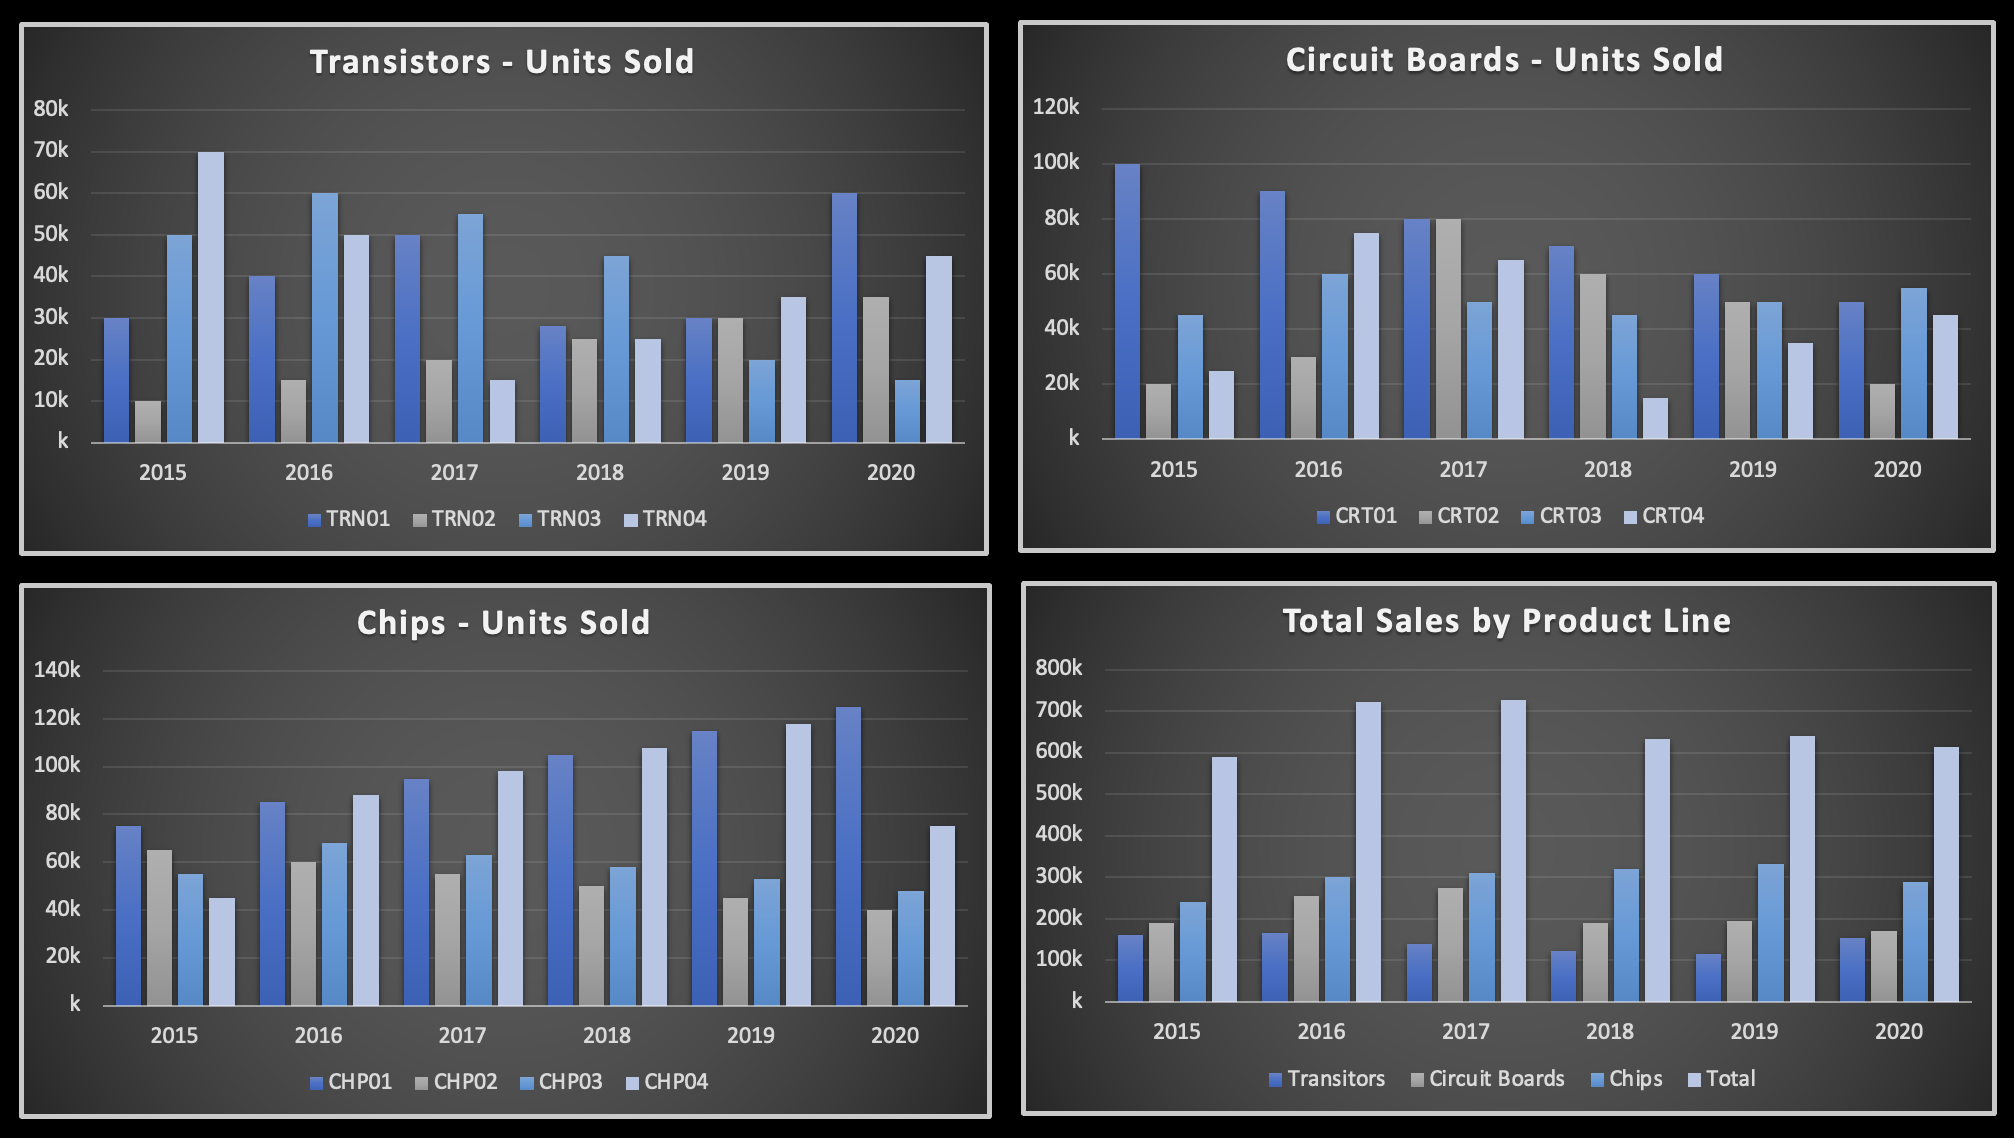 Transistors - Units Sold
80k
70k
60k
50k
40k
30k
20k
10k
k
2015 2016 2017 2018 2019 2020
TRN01 TRN02 TRN03 TRN04
Circuit Boards - Units Sold
120k
100k
80k
60k
40k
20k
k
2015 2016 2017 2018 2019 2020
CRT01 CRT02 CRT03 CRT04
Chips - Units Sold
140k
120k
100k
80k
60k
40k
20k
k
2015 2016 2017 2018 2019 2020
CHP01 CHP02 CHP03 CHP04
Total Sales by Product Line
800k
700k
600k
500k
400k
300k
200k
100k
k
2015 2016 2017 2018 2019 2020
Transitors Circuit Boards Chips Total